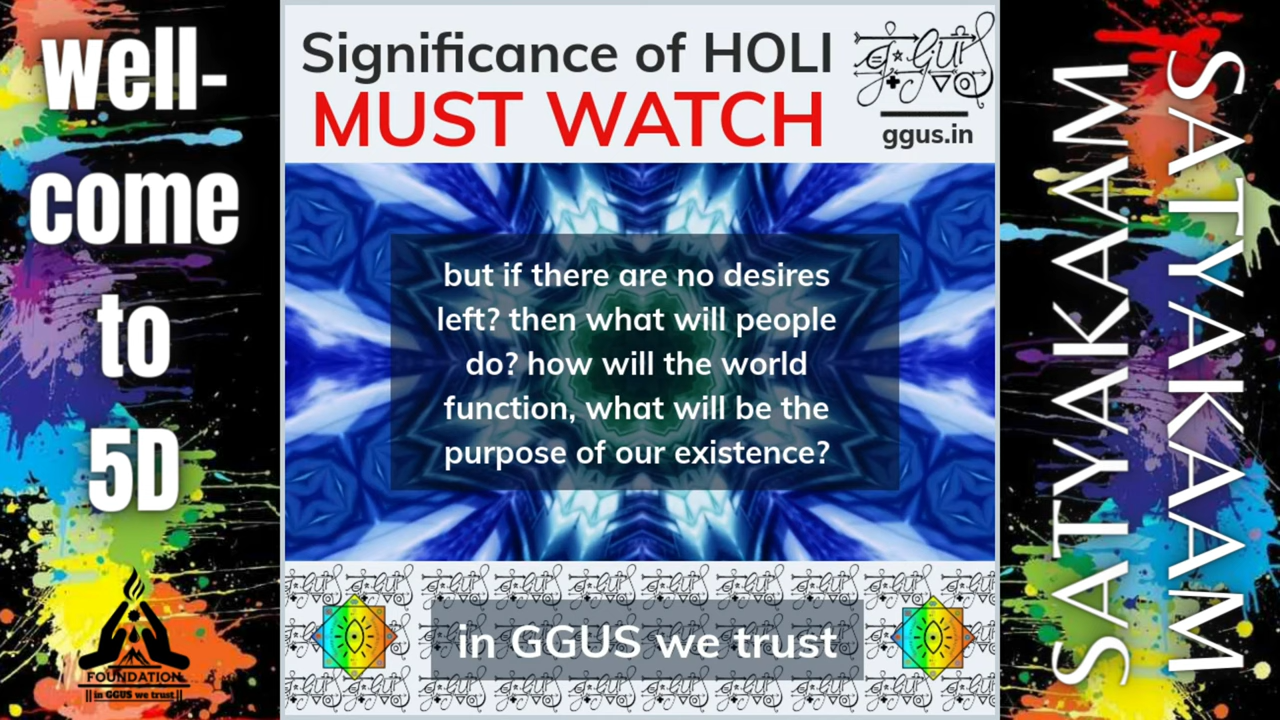 well-
come
to
5D
FOUNDATION
|| in GGUS we trust ||
Significance of HOLI
MUST WATCH
GGUS
ggus.in
but if there are no desires
left? then what will people
do? how will the world
function, what will be the
purpose of our existence?
in GGUS we trust
SATYAKAAM
SATYAKAAM